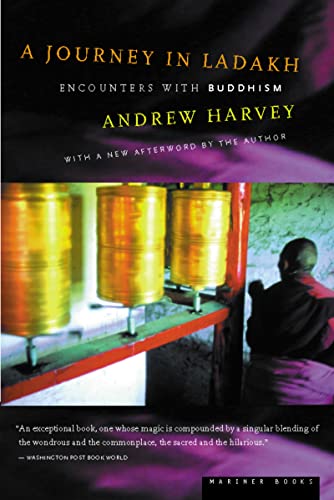 A JOURNEY IN LADAKH
ENCOUNTERS WITH BUDDHISM
ANDREW HARVEY
WITH A NEW AFTERWORD BY THE AUTHOR
"An exceptional book, one whose magic is compounded by a singular blending of
the wondrous and the commonplace, the sacred and the hilarious."
— WASHINGTON POST BOOK WORLD
MARINER BOOKS